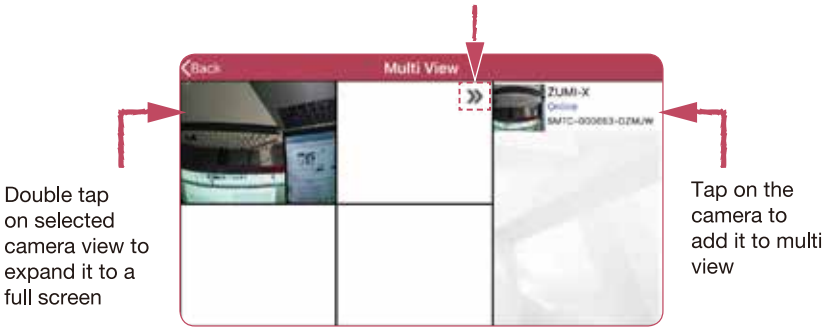 Back
Multi View
»
ZUMI-X
Online
Double tap
on selected
camera view to
expand it to a
full screen
Tap on the
camera to
add it to multi
view